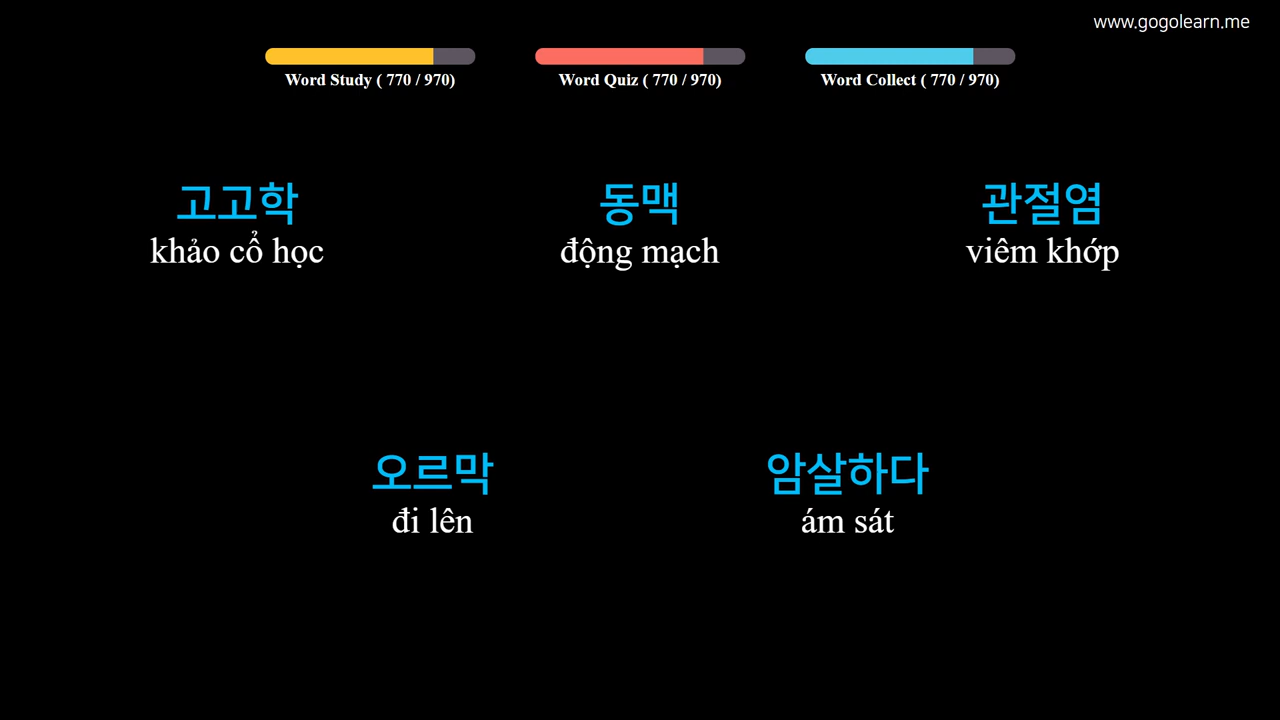 www.gogolearn.me
Word Study ( 770 / 970)
Word Quiz ( 770 / 970)
Word Collect ( 770 / 970)
고고학
khảo cổ học
동맥
động mạch
관절염
viêm khớp
오르막
đi lên
암살하다
ám sát